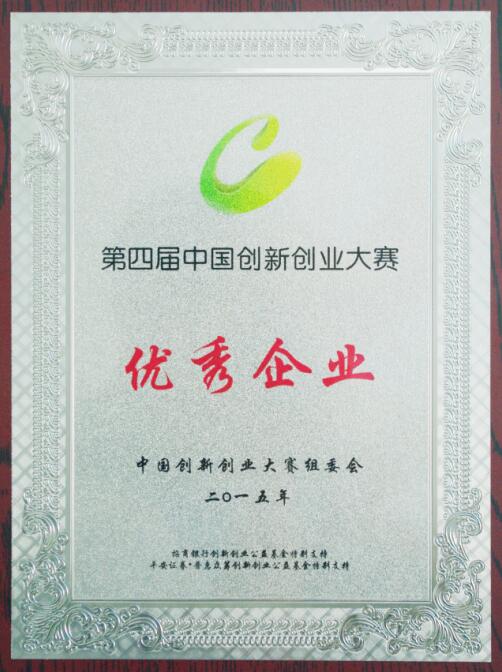 第四届中国创新创业大赛
优秀企业
中国创新创业大赛组委会
二〇一五年
招商银行创新创业公益基金特别支持
平安证券·普惠众筹创新创业公益基金特别支持